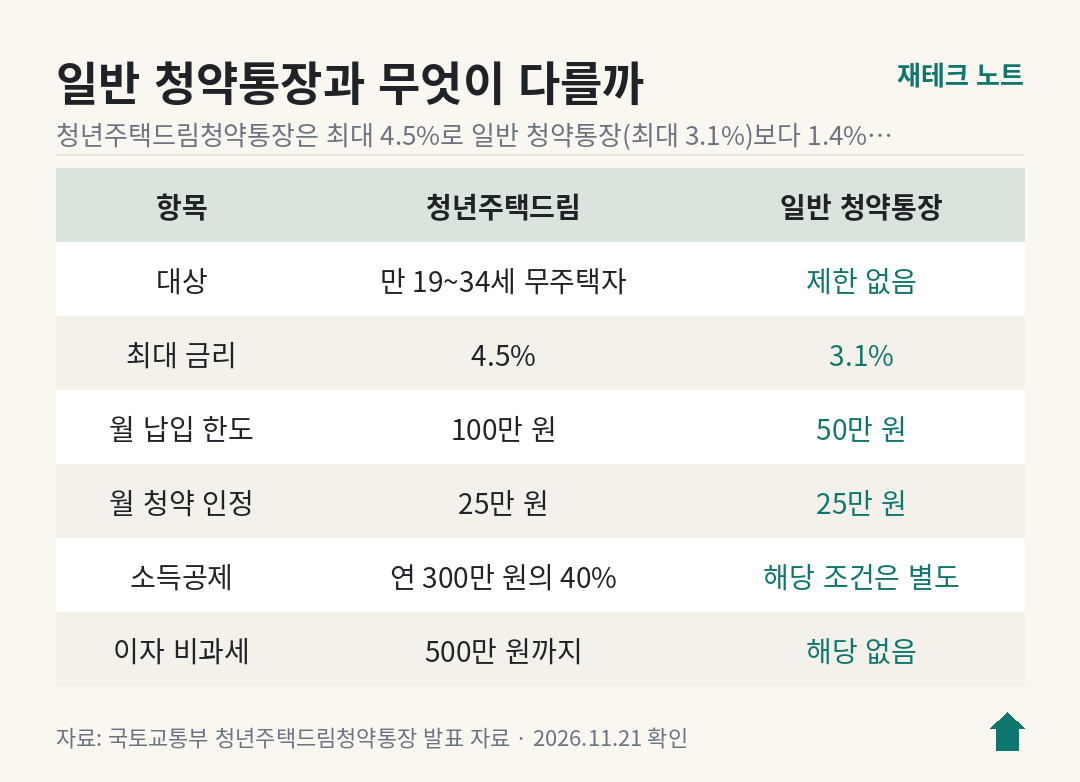 일반 청약통장과 무엇이 다를까
재테크 노트
청년주택드림청약통장은 최대 4.5%로 일반 청약통장(최대 3.1%)보다 1.4%…
항목 청년주택드림 일반 청약통장
대상 만 19~34세 무주택자 제한 없음
최대 금리 4.5% 3.1%
월 납입 한도 100만 원 50만 원
월 청약 인정 25만 원 25만 원
소득공제 연 300만 원의 40% 해당 조건은 별도
이자 비과세 500만 원까지 해당 없음
자료: 국토교통부 청년주택드림청약통장 발표 자료 · 2026.11.21 확인